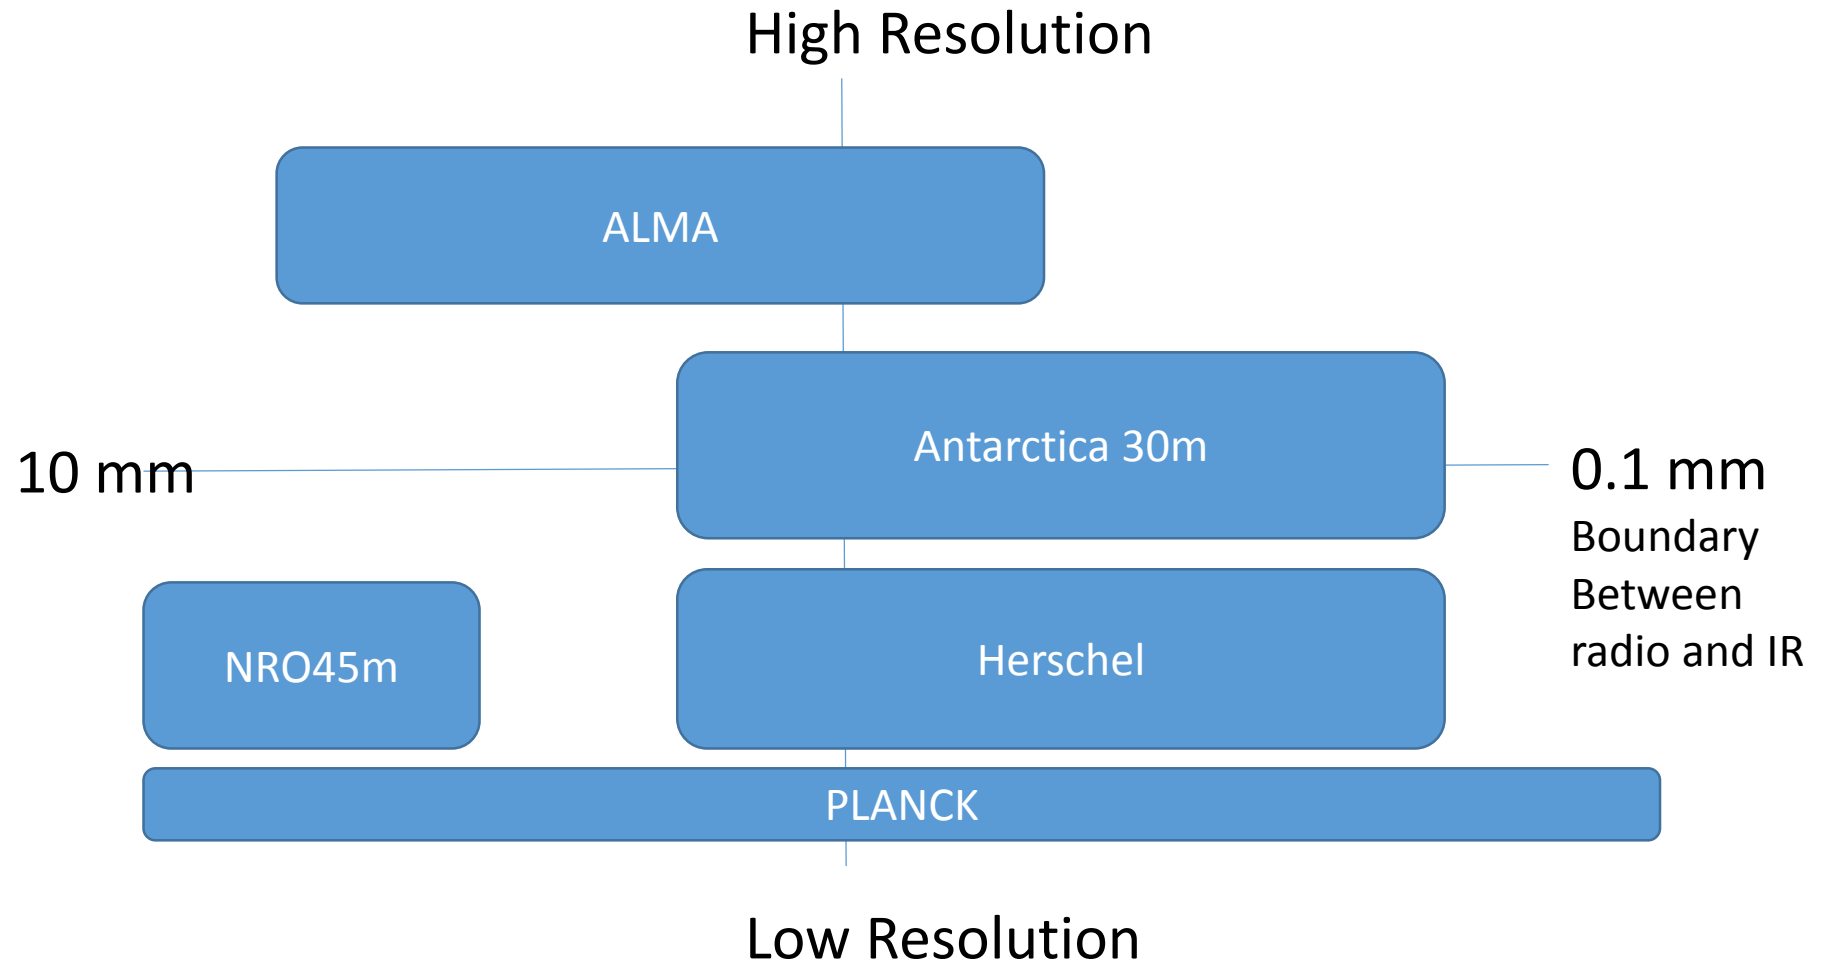 High Resolution
ALMA
Antarctica 30m
10 mm
0.1 mm
Boundary
Between
radio and IR
NRO45m
Herschel
PLANCK
Low Resolution